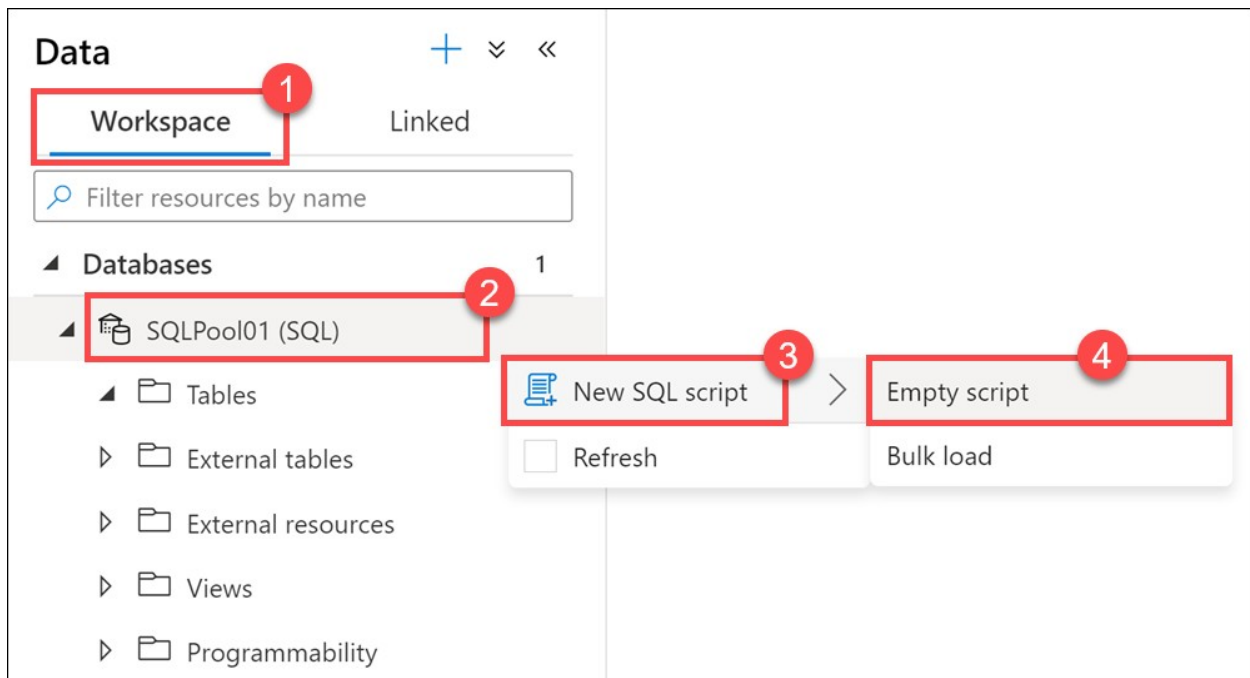 Data
1
Workspace Linked
Filter resources by name
Databases 1
2
SQLPool01 (SQL)
3 4
Tables New SQL script Empty script
External tables Refresh Bulk load
External resources
Views
Programmability